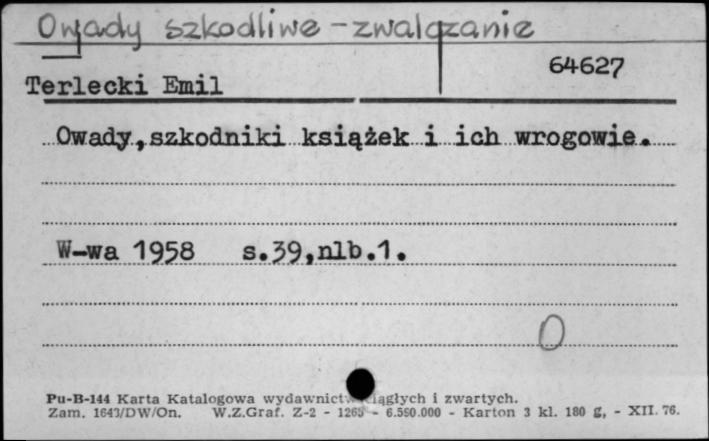 Owady szkodliwe - zwalczanie
64627
Terlecki Emil
Owady, szkodniki książek i ich wrogowie.
W-wa 1958 s.39,nlb.1.
0
Pu-B-144 Karta Katalogowa wydawnictw ciągłych i zwartych.
Zam. 1643/DW/On. W.Z.Graf. Z-2 - 1265 - 6.560.000 - Karton 3 kl. 180 g, - XII. 76.